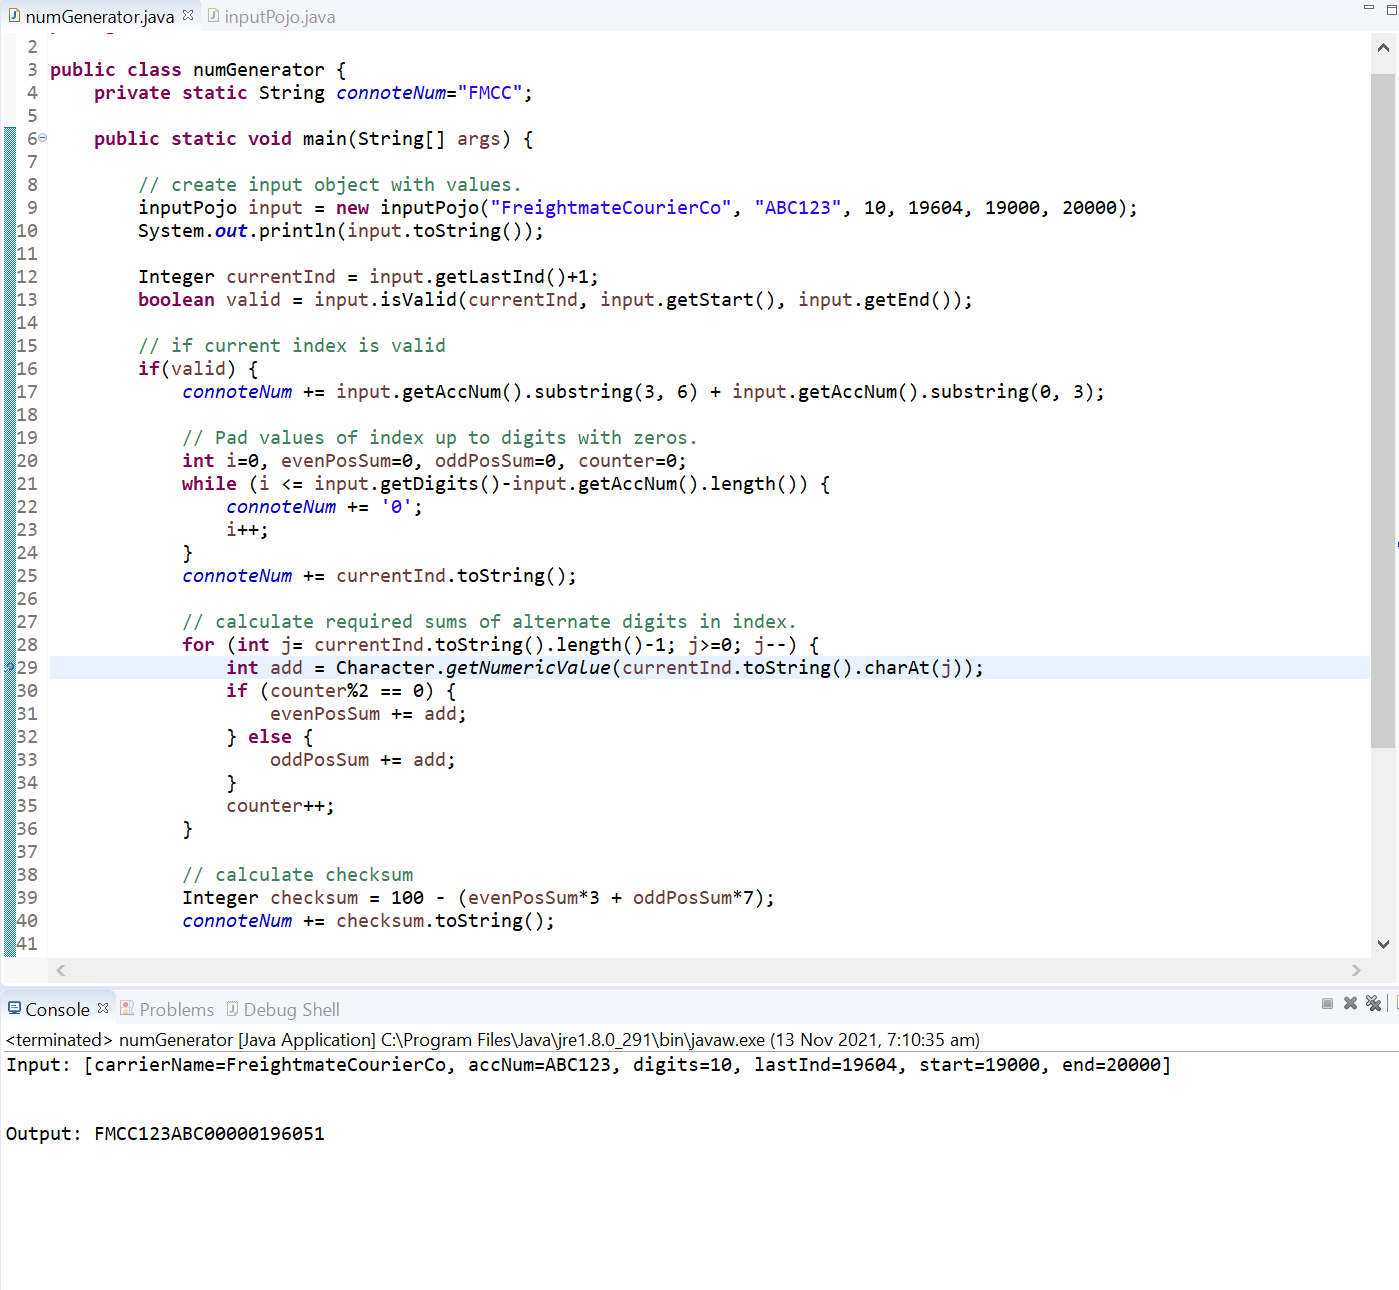 numGenerator.java inputPojo.java
2
3 public class numGenerator {
4     private static String connoteNum="FMCC";
5
6     public static void main(String[] args) {
7
8         // create input object with values.
9         inputPojo input = new inputPojo("FreightmateCourierCo", "ABC123", 10, 19604, 19000, 20000);
10         System.out.println(input.toString());
11
12         Integer currentInd = input.getLastInd()+1;
13         boolean valid = input.isValid(currentInd, input.getStart(), input.getEnd());
14
15         // if current index is valid
16         if(valid) {
17             connoteNum += input.getAccNum().substring(3, 6) + input.getAccNum().substring(0, 3);
18
19             // Pad values of index up to digits with zeros.
20             int i=0, evenPosSum=0, oddPosSum=0, counter=0;
21             while (i <= input.getDigits()-input.getAccNum().length()) {
22                 connoteNum += '0';
23                 i++;
24             }
25             connoteNum += currentInd.toString();
26
27             // calculate required sums of alternate digits in index.
28             for (int j= currentInd.toString().length()-1; j>=0; j--) {
29                 int add = Character.getNumericValue(currentInd.toString().charAt(j));
30                 if (counter%2 == 0) {
31                     evenPosSum += add;
32                 } else {
33                     oddPosSum += add;
34                 }
35                 counter++;
36             }
37
38             // calculate checksum
39             Integer checksum = 100 - (evenPosSum*3 + oddPosSum*7);
40             connoteNum += checksum.toString();
41
Console Problems Debug Shell
<terminated> numGenerator [Java Application] C:\Program Files\Java\jre1.8.0_291\bin\javaw.exe (13 Nov 2021, 7:10:35 am)
Input: [carrierName=FreightmateCourierCo, accNum=ABC123, digits=10, lastInd=19604, start=19000, end=20000]
Output: FMCC123ABC00000196051